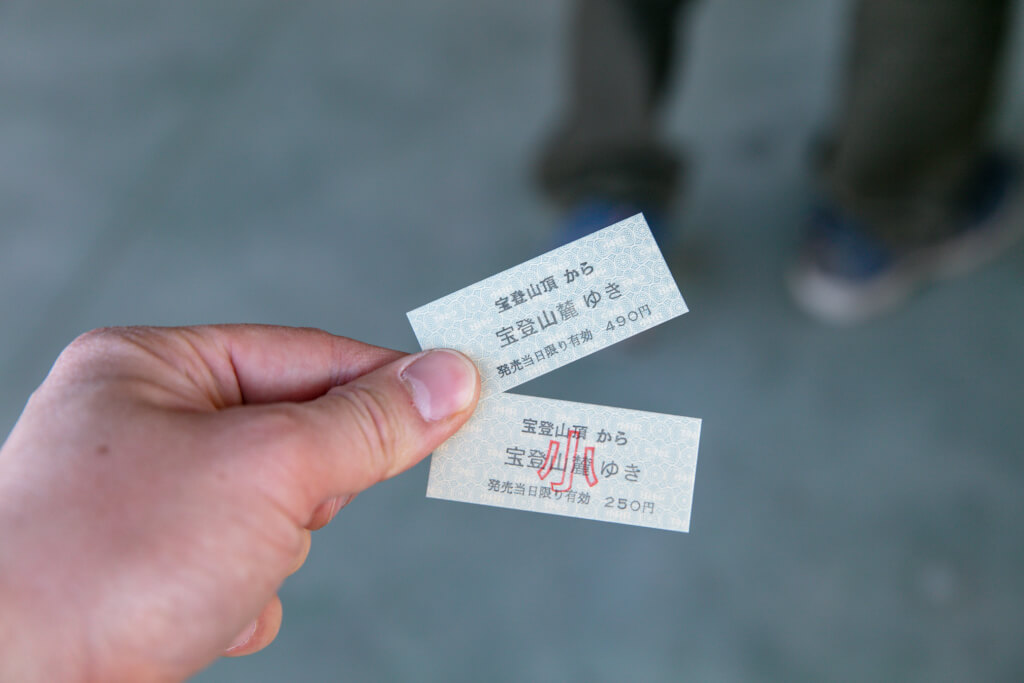 宝登山頂 から
宝登山麓 ゆき
発売当日限り有効 490円
宝登山頂 から
宝登山麓 ゆき
小
発売当日限り有効 250円